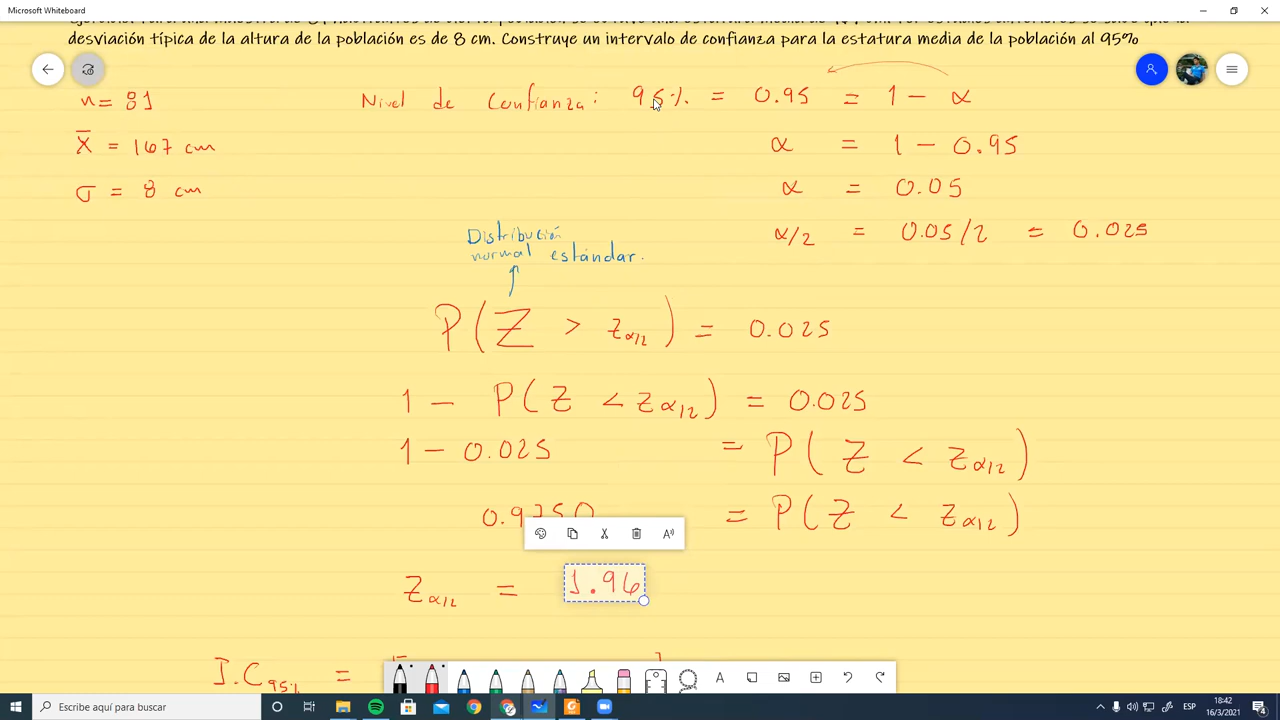 Microsoft Whiteboard
desviación típica de la altura de la población es de 8 cm. Construye un intervalo de confianza para la estatura media de la población al 95%
n = 81
X̅ = 167 cm
σ = 8 cm
Nivel de Confianza: 95% = 0.95 = 1 - α
α = 1 - 0.95
α = 0.05
α/2 = 0.05/2 = 0.025
Distribución
normal estándar.
P(Z > zα/2) = 0.025
1 - P(Z < zα/2) = 0.025
1 - 0.025 = P(Z < zα/2)
0.9750 = P(Z < zα/2)
zα/2 = 1.96
I.C95% = [ ]
Escribe aquí para buscar
ESP
18:42
16/3/2021